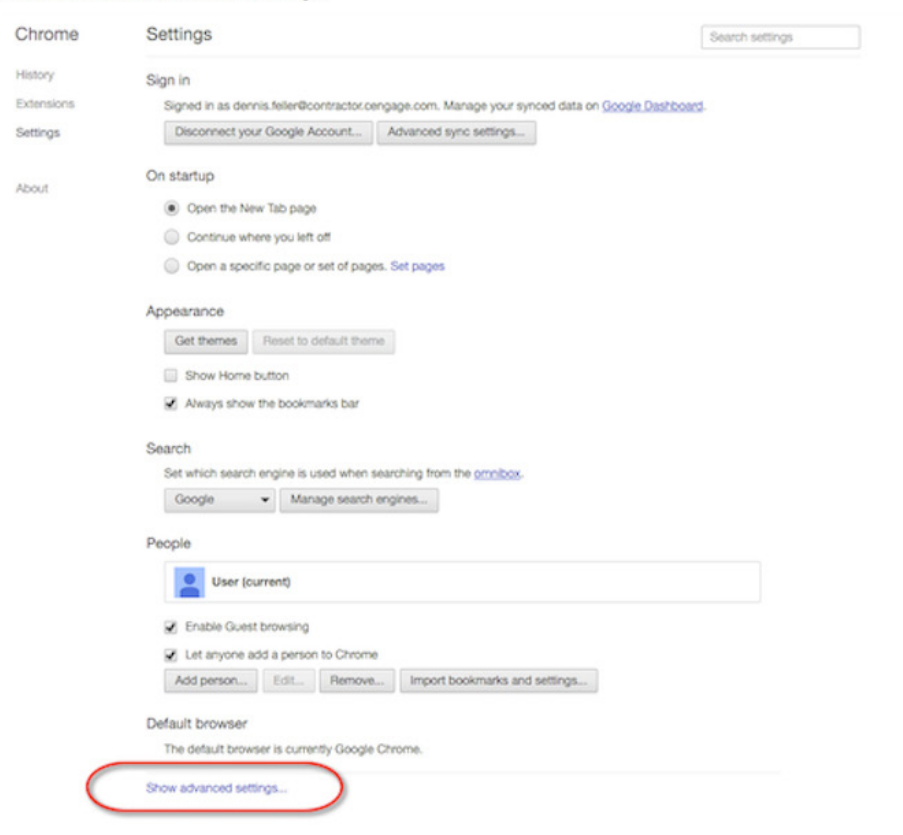 Chrome
Settings
Search settings
History
Extensions
Settings
About
Sign in
Signed in as dennis.feller@contractor.cengage.com. Manage your synced data on Google Dashboard.
Disconnect your Google Account... Advanced sync settings...
On startup
Open the New Tab page
Continue where you left off
Open a specific page or set of pages. Set pages
Appearance
Get themes Reset to default theme
Show Home button
Always show the bookmarks bar
Search
Set which search engine is used when searching from the omnibox.
Google Manage search engines...
People
User (current)
Enable Guest browsing
Let anyone add a person to Chrome
Add person... Edit... Remove... Import bookmarks and settings...
Default browser
The default browser is currently Google Chrome.
Show advanced settings...